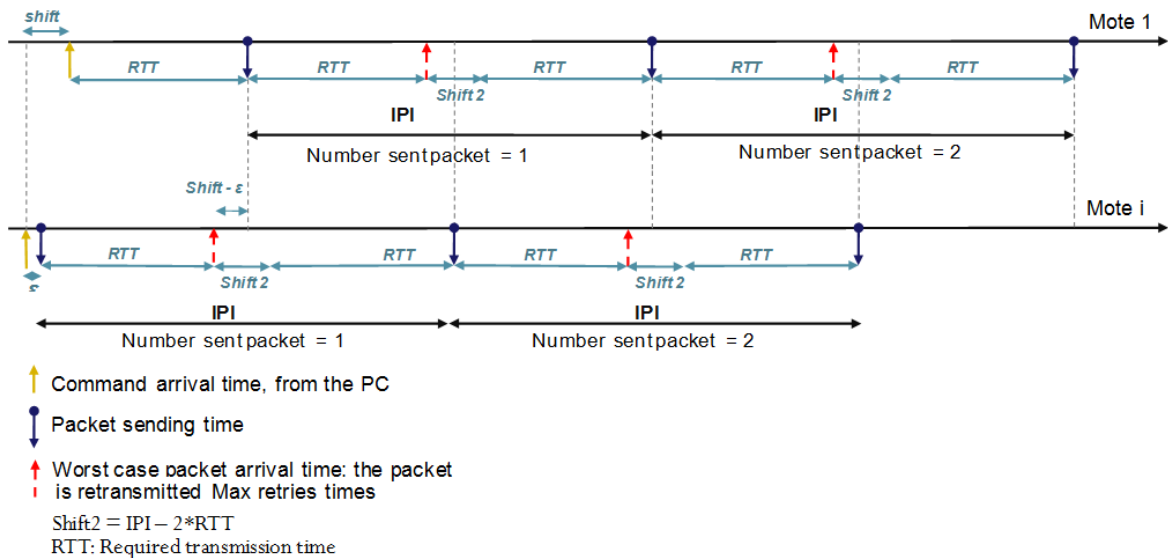 shift
Mote 1
RTT RTT RTT RTT RTT
Shift 2 Shift 2
IPI IPI
Number sent packet = 1 Number sent packet = 2
Shift - ε
Mote i
RTT RTT RTT RTT
ε Shift 2 Shift 2
IPI IPI
Number sent packet = 1 Number sent packet = 2
Command arrival time, from the PC
Packet sending time
Worst case packet arrival time: the packet
is retransmitted Max retries times
Shift2 = IPI – 2*RTT
RTT: Required transmission time